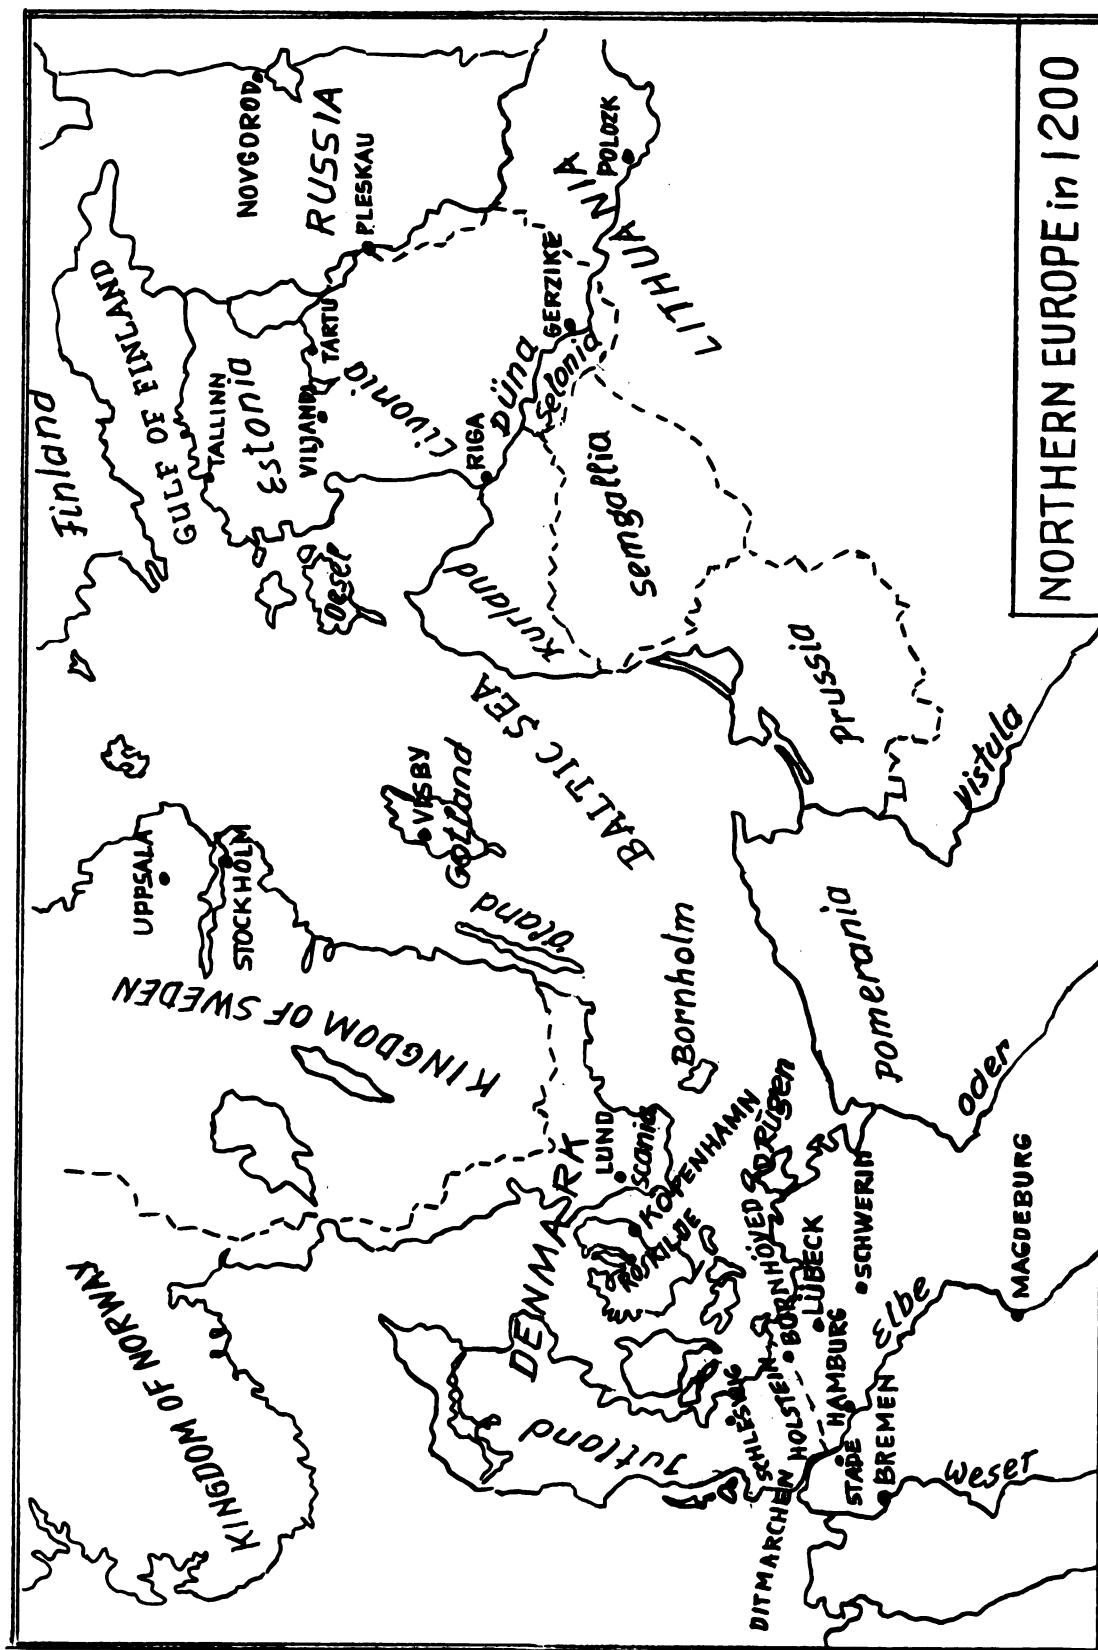 NORTHERN EUROPE in 1200
KINGDOM OF NORWAY
KINGDOM OF SWEDEN
UPPSALA
STOCKHOLM
Finland
GULF OF FINLAND
NOVGOROD
RUSSIA
PLESKAU
TALLINN
Estonia
VILJANDI
TARTU
Livonia
Oesel
RIGA
DÜna
Selonia
GERZIKE
POLOZK
LITHUANIA
Semgallia
Kurland
BALTIC SEA
VISBY
Gotland
Öland
Bornholm
DENMARK
LUND
Scania
KOPENHAMN
ROSKILDE
Jutland
SCHLESWIG
DITMARCHEN
HOLSTEIN
BORNHÖVED
RÜgen
LÜBECK
HAMBURG
STADE
BREMEN
SCHWERIN
Elbe
Weser
MAGDEBURG
Oder
Pomerania
Prussia
Vistula